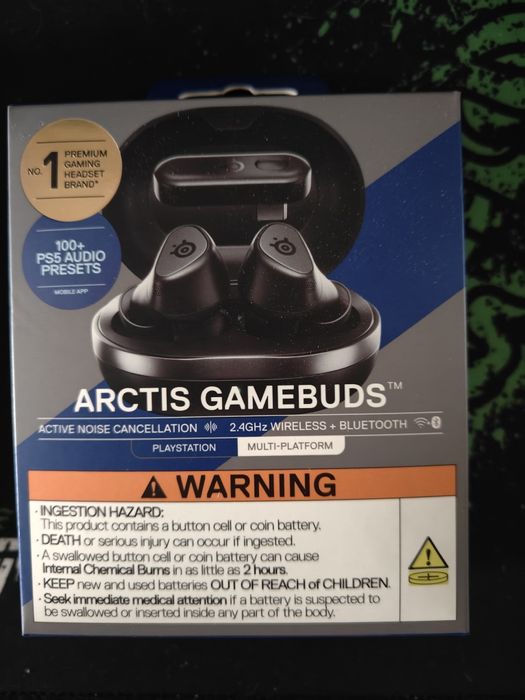 NO. 1
PREMIUM
GAMING
HEADSET
BRAND*
100+
PS5 AUDIO
PRESETS
MOBILE APP
ARCTIS GAMEBUDS™
ACTIVE NOISE CANCELLATION 2.4GHz WIRELESS + BLUETOOTH
PLAYSTATION MULTI-PLATFORM
WARNING
· INGESTION HAZARD:
This product contains a button cell or coin battery.
· DEATH or serious injury can occur if ingested.
· A swallowed button cell or coin battery can cause
Internal Chemical Burns in as little as 2 hours.
· KEEP new and used batteries OUT OF REACH of CHILDREN.
· Seek immediate medical attention if a battery is suspected to
be swallowed or inserted inside any part of the body.